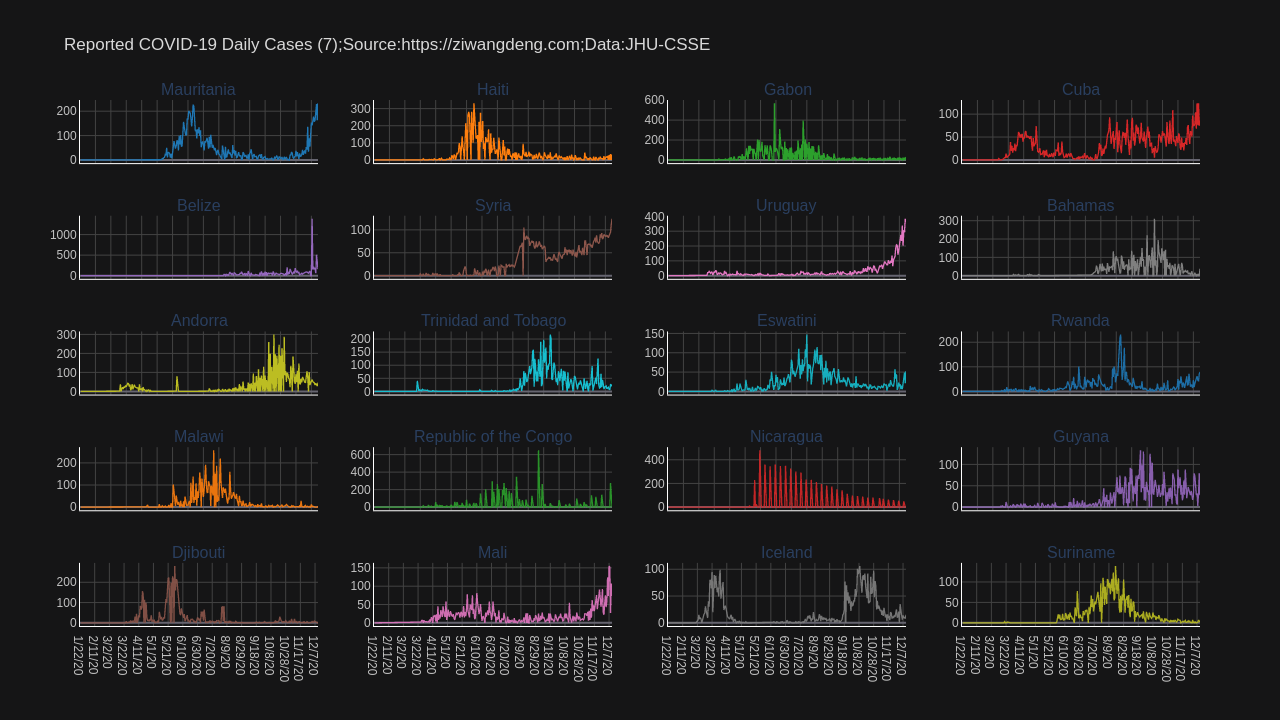 Reported COVID-19 Daily Cases (7);Source:https://ziwangdeng.com;Data:JHU-CSSE
Mauritania Haiti Gabon Cuba
200 100 0
300 200 100 0
600 400 200 0
100 50 0
Belize Syria Uruguay Bahamas
1000 500 0
100 50 0
400 300 200 100 0
300 200 100 0
Andorra Trinidad and Tobago Eswatini Rwanda
300 200 100 0
200 150 100 50 0
150 100 50 0
200 100 0
Malawi Republic of the Congo Nicaragua Guyana
200 100 0
600 400 200 0
400 200 0
100 50 0
Djibouti Mali Iceland Suriname
200 100 0
150 100 50 0
100 50 0
100 50 0
1/22/20 2/11/20 3/2/20 3/22/20 4/11/20 5/1/20 5/21/20 6/10/20 6/30/20 7/20/20 8/9/20 8/29/20 9/18/20 10/8/20 10/28/20 11/17/20 12/7/20
1/22/20 2/11/20 3/2/20 3/22/20 4/11/20 5/1/20 5/21/20 6/10/20 6/30/20 7/20/20 8/9/20 8/29/20 9/18/20 10/8/20 10/28/20 11/17/20 12/7/20
1/22/20 2/11/20 3/2/20 3/22/20 4/11/20 5/1/20 5/21/20 6/10/20 6/30/20 7/20/20 8/9/20 8/29/20 9/18/20 10/8/20 10/28/20 11/17/20 12/7/20
1/22/20 2/11/20 3/2/20 3/22/20 4/11/20 5/1/20 5/21/20 6/10/20 6/30/20 7/20/20 8/9/20 8/29/20 9/18/20 10/8/20 10/28/20 11/17/20 12/7/20